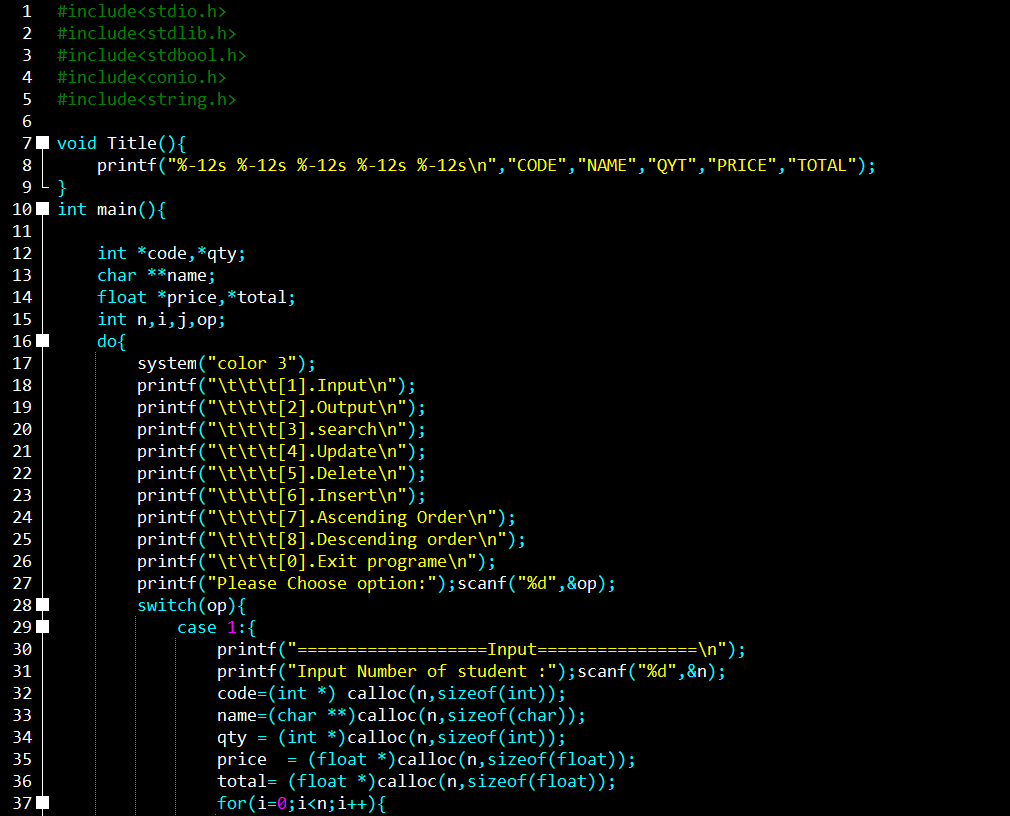 1 #include<stdio.h>
2 #include<stdlib.h>
3 #include<stdbool.h>
4 #include<conio.h>
5 #include<string.h>
6
7 void Title(){
8 printf("%-12s %-12s %-12s %-12s %-12s\n","CODE","NAME","QYT","PRICE","TOTAL");
9 }
10 int main(){
11
12 int *code,*qty;
13 char **name;
14 float *price,*total;
15 int n,i,j,op;
16 do{
17 system("color 3");
18 printf("\t\t\t[1].Input\n");
19 printf("\t\t\t[2].Output\n");
20 printf("\t\t\t[3].search\n");
21 printf("\t\t\t[4].Update\n");
22 printf("\t\t\t[5].Delete\n");
23 printf("\t\t\t[6].Insert\n");
24 printf("\t\t\t[7].Ascending Order\n");
25 printf("\t\t\t[8].Descending order\n");
26 printf("\t\t\t[0].Exit programe\n");
27 printf("Please Choose option:");scanf("%d",&op);
28 switch(op){
29 case 1:{
30 printf("===================Input================\n");
31 printf("Input Number of student :");scanf("%d",&n);
32 code=(int *) calloc(n,sizeof(int));
33 name=(char **)calloc(n,sizeof(char));
34 qty = (int *)calloc(n,sizeof(int));
35 price  = (float *)calloc(n,sizeof(float));
36 total= (float *)calloc(n,sizeof(float));
37 for(i=0;i<n;i++){